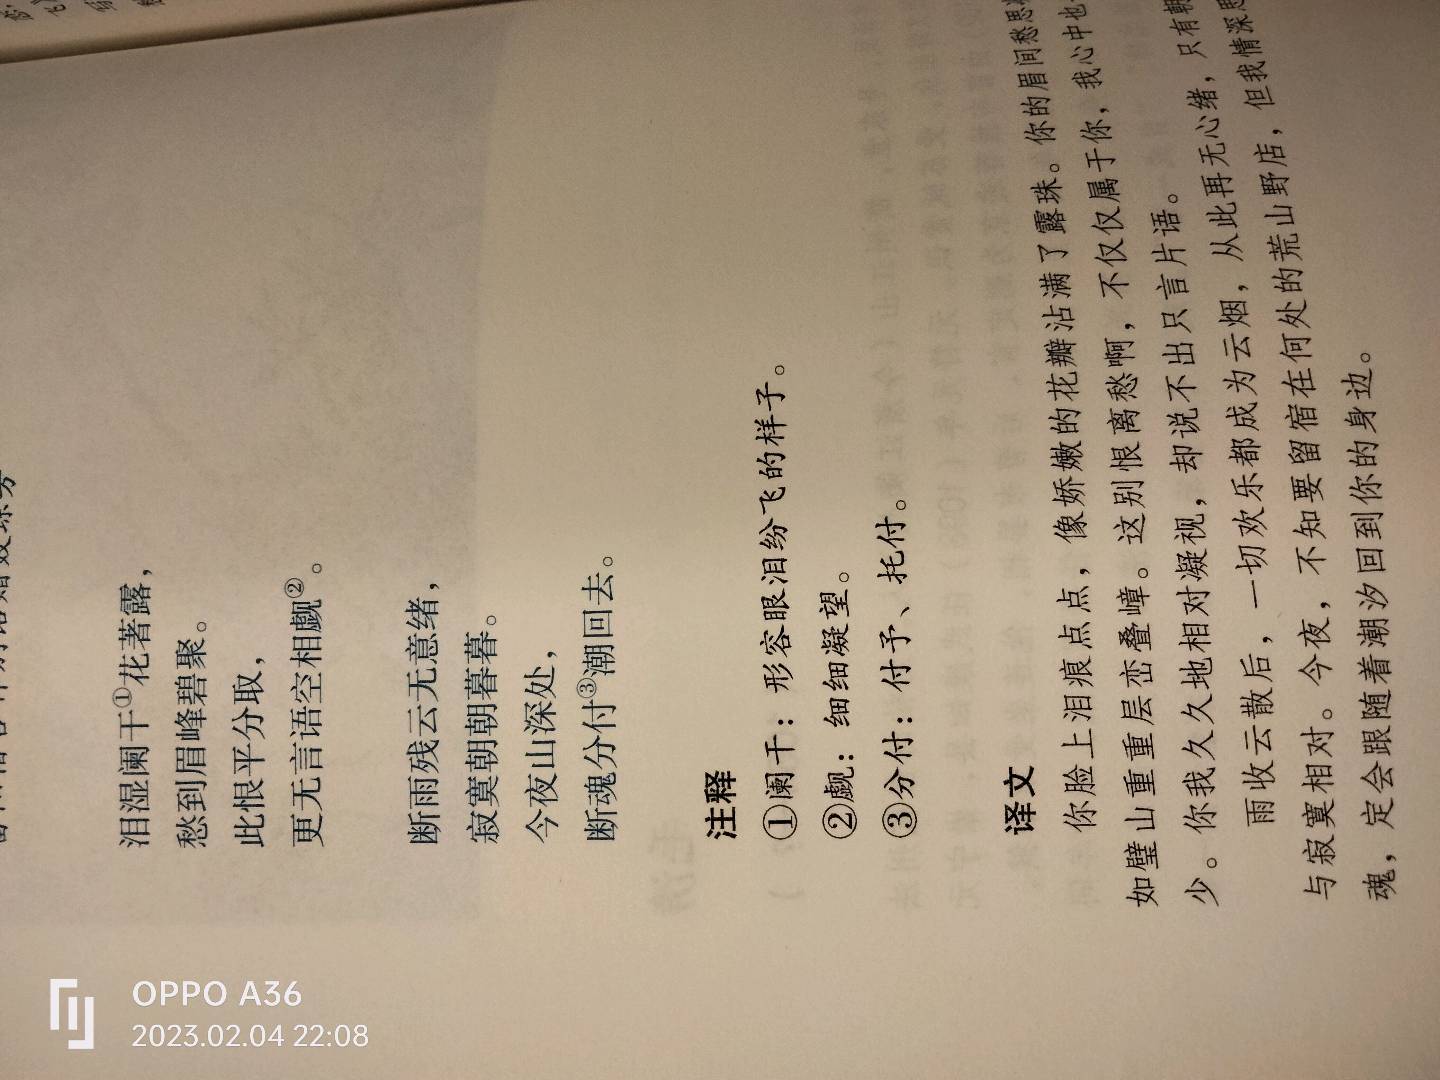 泪湿阑干①花著露，
愁到眉峰碧聚。
此恨平分取，
更无言语空相觑②。
断雨残云无意绪，
寂寞朝朝暮暮。
今夜山深处，
断魂分付③潮回去。
注释
①阑干：形容眼泪纷飞的样子。
②觑：细细凝望。
③分付：付予、托付。
译文
你脸上泪痕点点，像娇嫩的花瓣沾满了露珠。你的眉间愁思
如璧山重重层峦叠嶂。这别恨离愁啊，不仅仅属于你，我心中也
少。你我久久地相对凝视，却说不出只言片语。
雨收云散后，一切欢乐都成为云烟，从此再无心绪，只有朝
与寂寞相对。今夜，不知要留宿在何处的荒山野店，但我情深思
魂，定会跟随着潮汐回到你的身边。
OPPO A36
2023.02.04 22:08